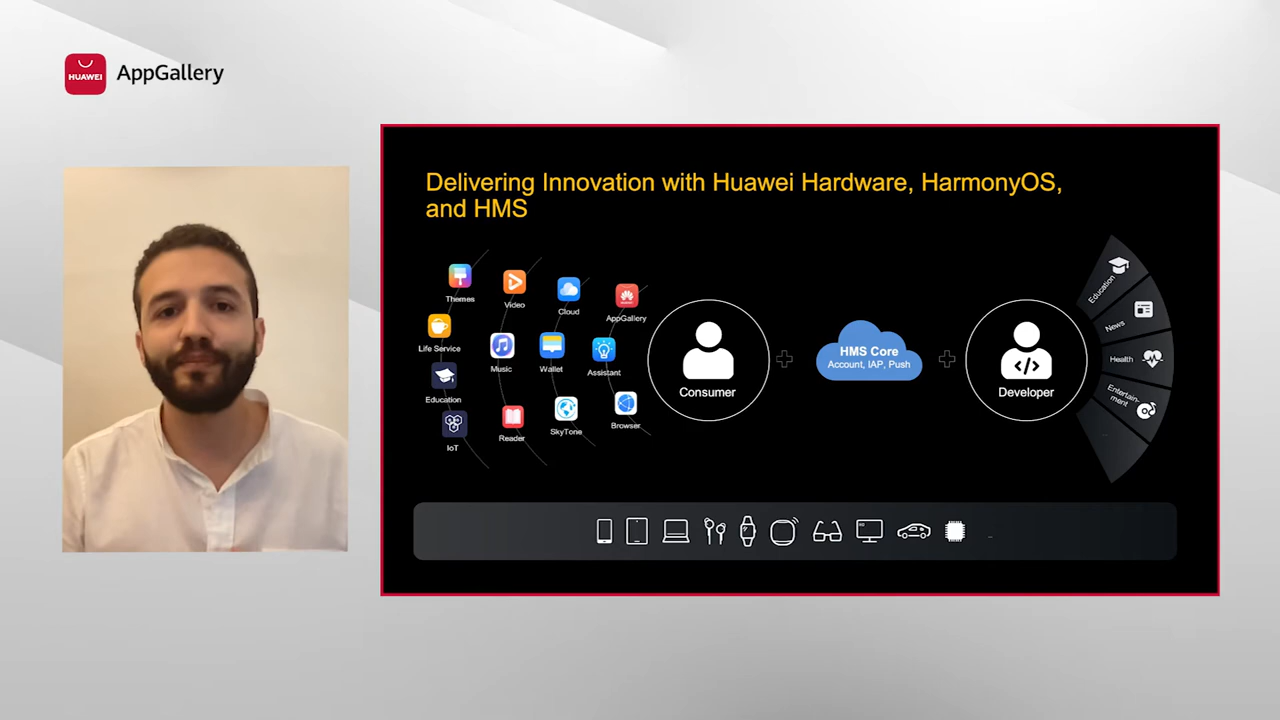 HUAWEI
AppGallery
Delivering Innovation with Huawei Hardware, HarmonyOS,
and HMS
Themes
Video
Cloud
AppGallery
Life Service
Music
Wallet
Assistant
Education
Reader
SkyTone
Browser
IoT
Consumer
HMS Core
Account, IAP, Push
Developer
Education
News
Health
Entertain-
ment